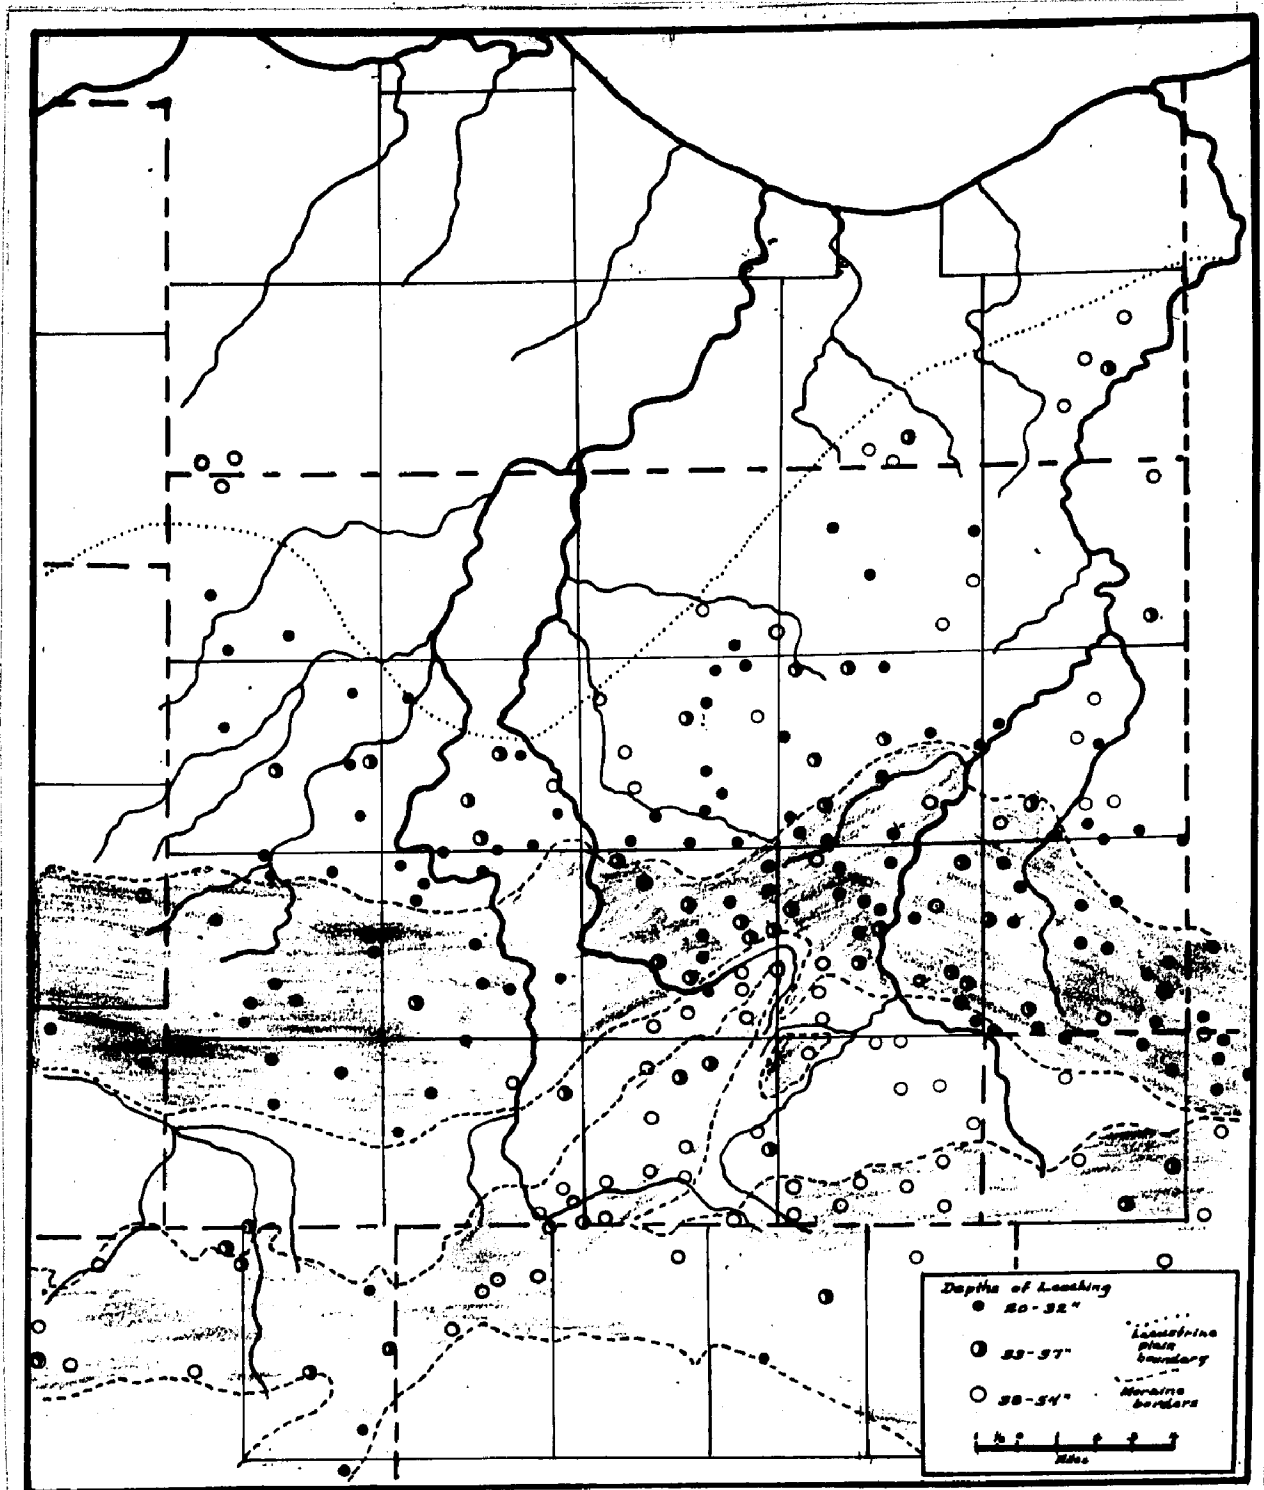 Depths of Leaching
20-32"
33-37"
38-54"
Lacustrine
plain
boundary
Moraine
borders
Miles